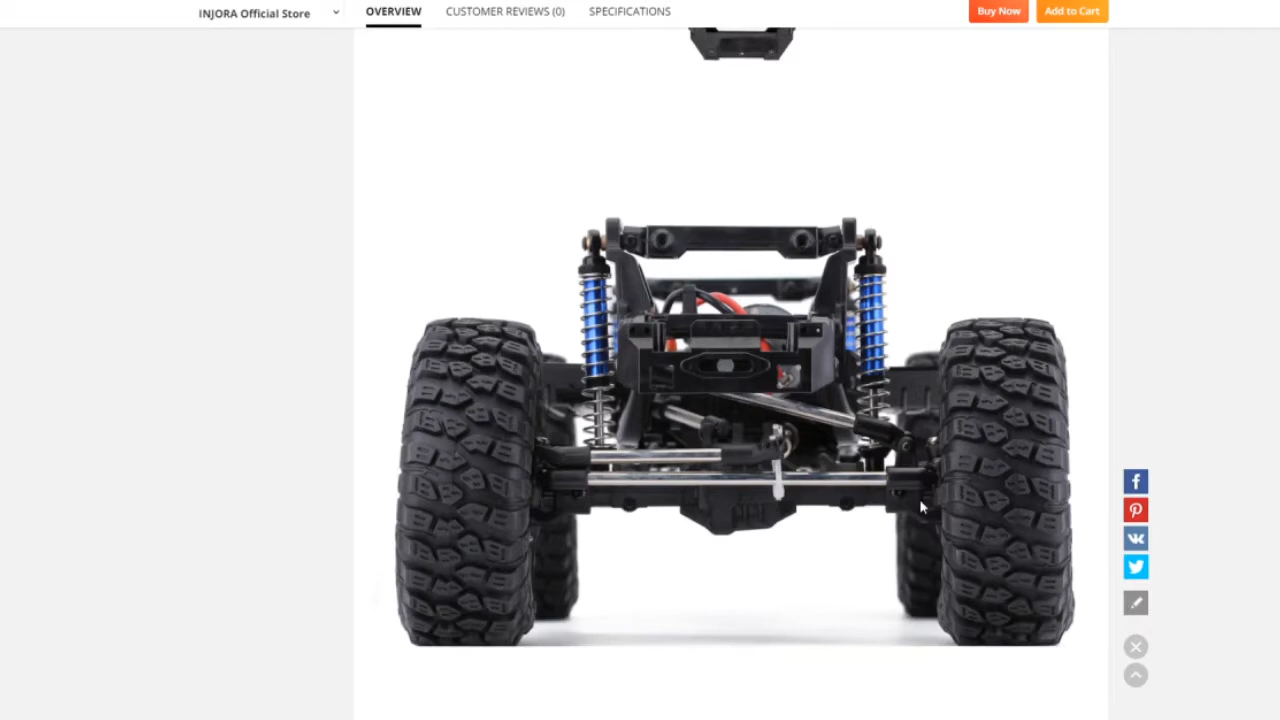 INJORA Official Store
OVERVIEW
CUSTOMER REVIEWS (0)
SPECIFICATIONS
Buy Now
Add to Cart